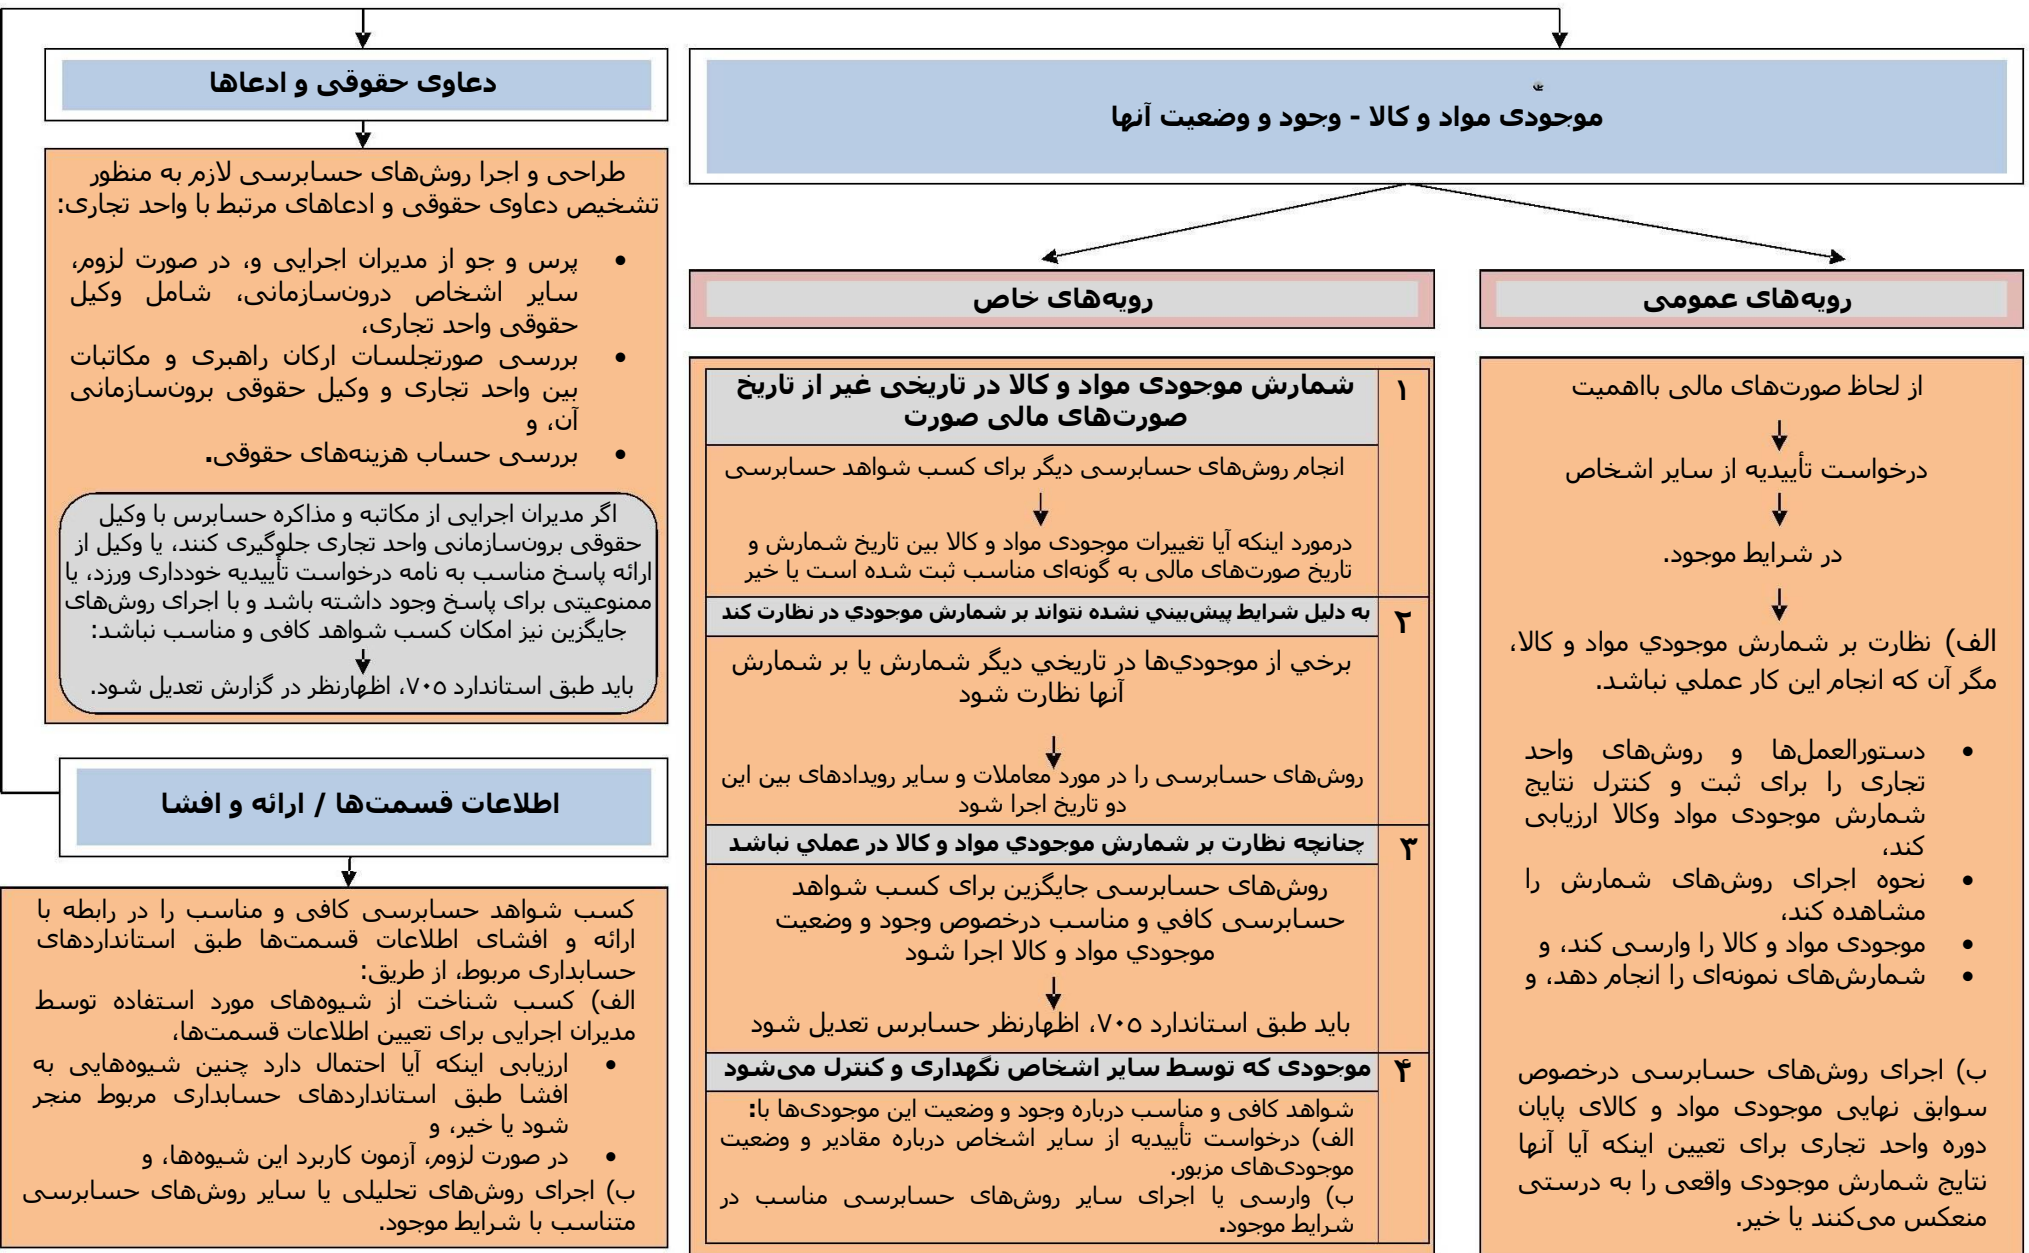 موجودی مواد و کالا - وجود و وضعیت آنها
رویه‌های عمومی
از لحاظ صورت‌های مالی بااهمیت
درخواست تأییدیه از سایر اشخاص
در شرایط موجود.
الف) نظارت بر شمارش موجودي مواد و کالا،
مگر آن که انجام این کار عملي نباشد.
• دستورالعمل‌ها و روش‌های واحد
تجاری را برای ثبت و کنترل نتایج
شمارش موجودی مواد وکالا ارزیابی
کند،
• نحوه اجرای روش‌های شمارش را
مشاهده کند،
• موجودی مواد و کالا را وارسی کند، و
• شمارش‌های نمونه‌ای را انجام دهد، و
ب) اجرای روش‌های حسابرسی درخصوص
سوابق نهایی موجودی مواد و کالای پایان
دوره واحد تجاری برای تعیین اینکه آیا آنها
نتایج شمارش موجودی واقعی را به درستی
منعکس می‌کنند یا خیر.
رویه‌های خاص
۱ شمارش موجودی مواد و کالا در تاریخی غیر از تاریخ
صورت‌های مالی صورت
انجام روش‌های حسابرسی دیگر برای کسب شواهد حسابرسی
درمورد اینکه آیا تغییرات موجودی مواد و کالا بین تاریخ شمارش و
تاریخ صورت‌های مالی به گونه‌ای مناسب ثبت شده است یا خیر
۲ به دلیل شرایط پیش‌بیني نشده نتواند بر شمارش موجودي در نظارت کند
برخي از موجودي‌ها در تاریخي دیگر شمارش یا بر شمارش
آنها نظارت شود
روش‌های حسابرسی را در مورد معاملات و سایر رویدادهای بین این
دو تاریخ اجرا شود
۳ چنانچه نظارت بر شمارش موجودي مواد و کالا در عملي نباشد
روش‌های حسابرسی جایگزین برای کسب شواهد
حسابرسی کافي و مناسب درخصوص وجود و وضعیت
موجودي مواد و کالا اجرا شود
باید طبق استاندارد ۷۰۵، اظهارنظر حسابرس تعدیل شود
۴ موجودی که توسط سایر اشخاص نگهداری و کنترل می‌شود
شواهد کافی و مناسب درباره وجود و وضعیت این موجودی‌ها با:
الف) درخواست تأییدیه از سایر اشخاص درباره مقادیر و وضعیت
موجودی‌های مزبور.
ب) وارسی یا اجرای سایر روش‌های حسابرسی مناسب در
شرایط موجود.
دعاوی حقوقی و ادعاها
طراحی و اجرا روش‌های حسابرسی لازم به منظور
تشخیص دعاوی حقوقی و ادعاهای مرتبط با واحد تجاری:
• پرس و جو از مدیران اجرایی و، در صورت لزوم،
سایر اشخاص درون‌سازمانی، شامل وکیل
حقوقی واحد تجاری،
• بررسی صورتجلسات ارکان راهبری و مکاتبات
بین واحد تجاری و وکیل حقوقی برون‌سازمانی
آن، و
• بررسی حساب هزینه‌های حقوقی.
اگر مدیران اجرایی از مکاتبه و مذاکره حسابرس با وکیل
حقوقی برون‌سازمانی واحد تجاری جلوگیری کنند، یا وکیل از
ارائه پاسخ مناسب به نامه درخواست تأییدیه خودداری ورزد، یا
ممنوعیتی برای پاسخ وجود داشته باشد و با اجرای روش‌های
جایگزین نیز امکان کسب شواهد کافی و مناسب نباشد:
باید طبق استاندارد ۷۰۵، اظهارنظر در گزارش تعدیل شود.
اطلاعات قسمت‌ها / ارائه و افشا
کسب شواهد حسابرسی کافی و مناسب را در رابطه با
ارائه و افشای اطلاعات قسمت‌ها طبق استانداردهای
حسابداری مربوط، از طریق:
الف) کسب شناخت از شیوه‌های مورد استفاده توسط
مدیران اجرایی برای تعیین اطلاعات قسمت‌ها،
• ارزیابی اینکه آیا احتمال دارد چنین شیوه‌هایی به
افشا طبق استانداردهای حسابداری مربوط منجر
شود یا خیر، و
• در صورت لزوم، آزمون کاربرد این شیوه‌ها، و
ب) اجرای روش‌های تحلیلی یا سایر روش‌های حسابرسی
متناسب با شرایط موجود.